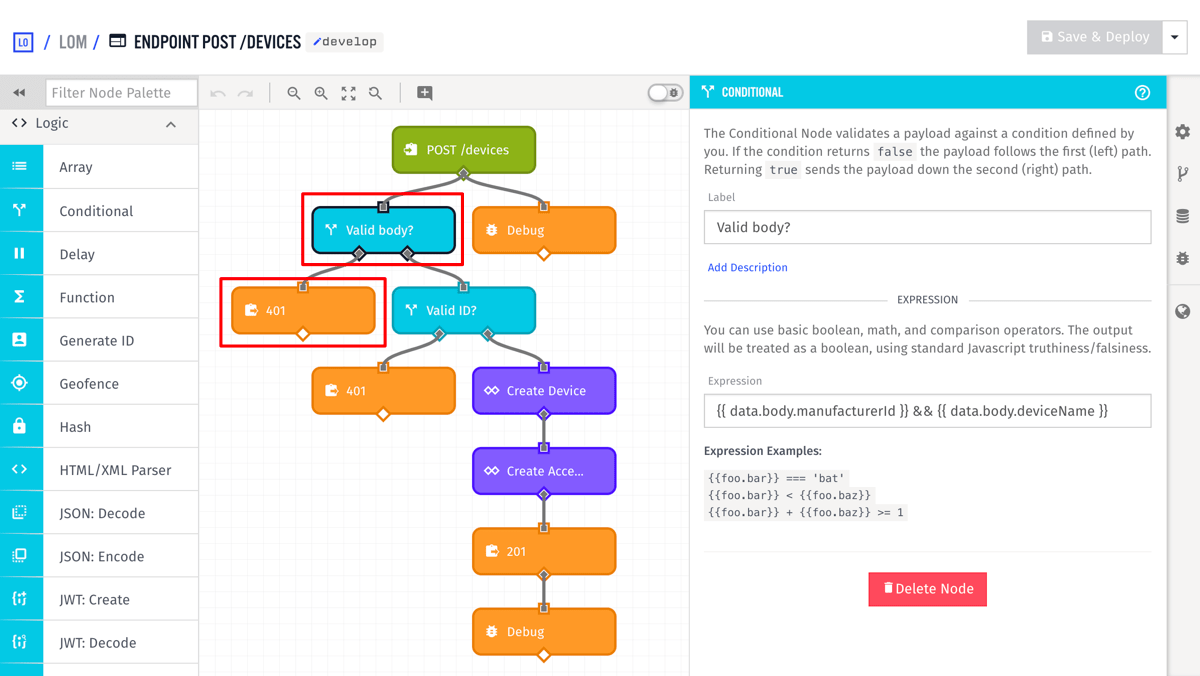 LO / LOM / ENDPOINT POST /DEVICES develop
Save & Deploy
Filter Node Palette
Logic
Array
Conditional
Delay
Function
Generate ID
Geofence
Hash
HTML/XML Parser
JSON: Decode
JSON: Encode
JWT: Create
JWT: Decode
POST /devices
Valid body?
Debug
401
Valid ID?
401
Create Device
Create Acce...
201
Debug
CONDITIONAL
The Conditional Node validates a payload against a condition defined by
you. If the condition returns false the payload follows the first (left) path.
Returning true sends the payload down the second (right) path.
Label
Valid body?
Add Description
EXPRESSION
You can use basic boolean, math, and comparison operators. The output
will be treated as a boolean, using standard Javascript truthiness/falsiness.
Expression
{{ data.body.manufacturerId }} && {{ data.body.deviceName }}
Expression Examples:
{{foo.bar}} === 'bat'
{{foo.bar}} < {{foo.baz}}
{{foo.bar}} + {{foo.baz}} >= 1
Delete Node